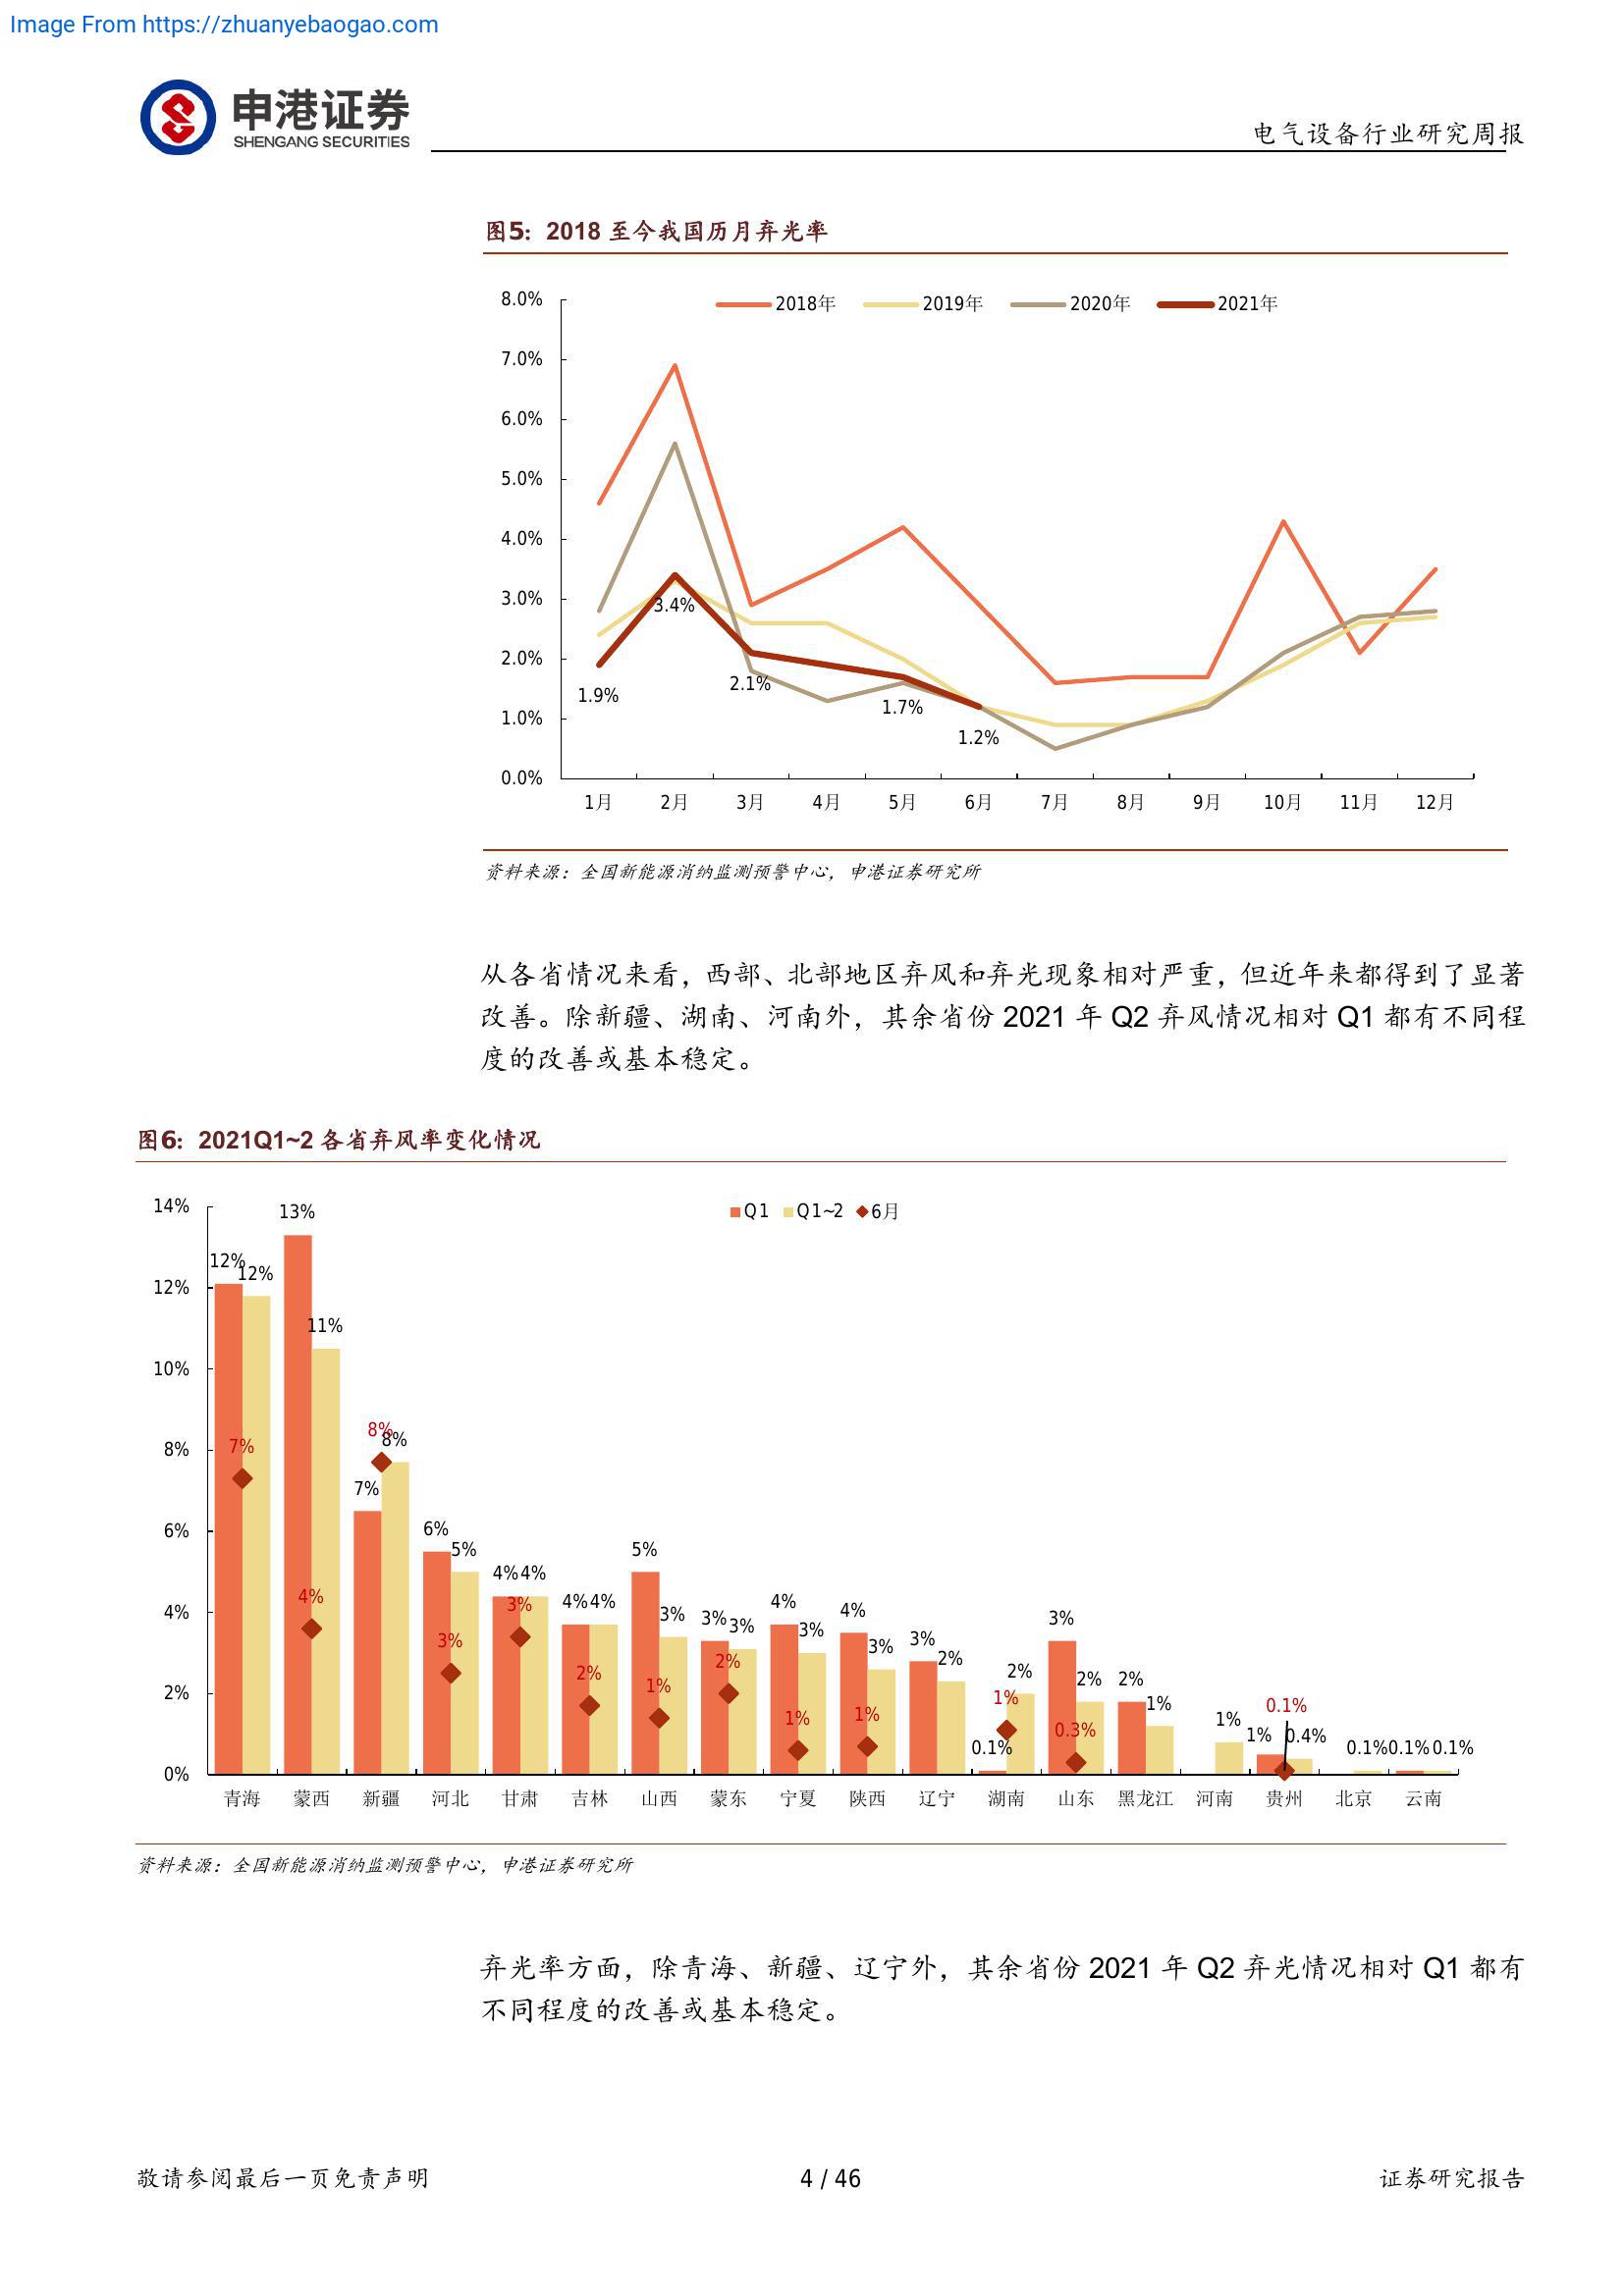 Image From https://zhuanyebaogao.com
申港证券
SHENGANG SECURITIES
电气设备行业研究周报
图5：2018 至今我国历月弃光率
2018年 2019年 2020年 2021年
8.0%
7.0%
6.0%
5.0%
4.0%
3.0%
2.0%
1.0%
0.0%
1.9%
3.4%
2.1%
1.7%
1.2%
1月 2月 3月 4月 5月 6月 7月 8月 9月 10月 11月 12月
资料来源：全国新能源消纳监测预警中心，申港证券研究所
从各省情况来看，西部、北部地区弃风和弃光现象相对严重，但近年来都得到了显著
改善。除新疆、湖南、河南外，其余省份 2021 年 Q2 弃风情况相对 Q1 都有不同程
度的改善或基本稳定。
图6：2021Q1~2 各省弃风率变化情况
Q1 Q1~2 6月
14%
12%
10%
8%
6%
4%
2%
0%
12% 12% 7%
13% 11% 4%
7% 8% 8%
6% 5% 3%
4% 4% 3%
4% 4% 2%
5% 3% 1%
3% 3% 2%
4% 3% 1%
4% 3% 1%
3% 2%
0.1% 2% 1%
3% 2% 0.3%
2% 1%
1%
1% 0.4% 0.1%
0.1%
0.1% 0.1%
青海 蒙西 新疆 河北 甘肃 吉林 山西 蒙东 宁夏 陕西 辽宁 湖南 山东 黑龙江 河南 贵州 北京 云南
资料来源：全国新能源消纳监测预警中心，申港证券研究所
弃光率方面，除青海、新疆、辽宁外，其余省份 2021 年 Q2 弃光情况相对 Q1 都有
不同程度的改善或基本稳定。
敬请参阅最后一页免责声明
4 / 46
证券研究报告